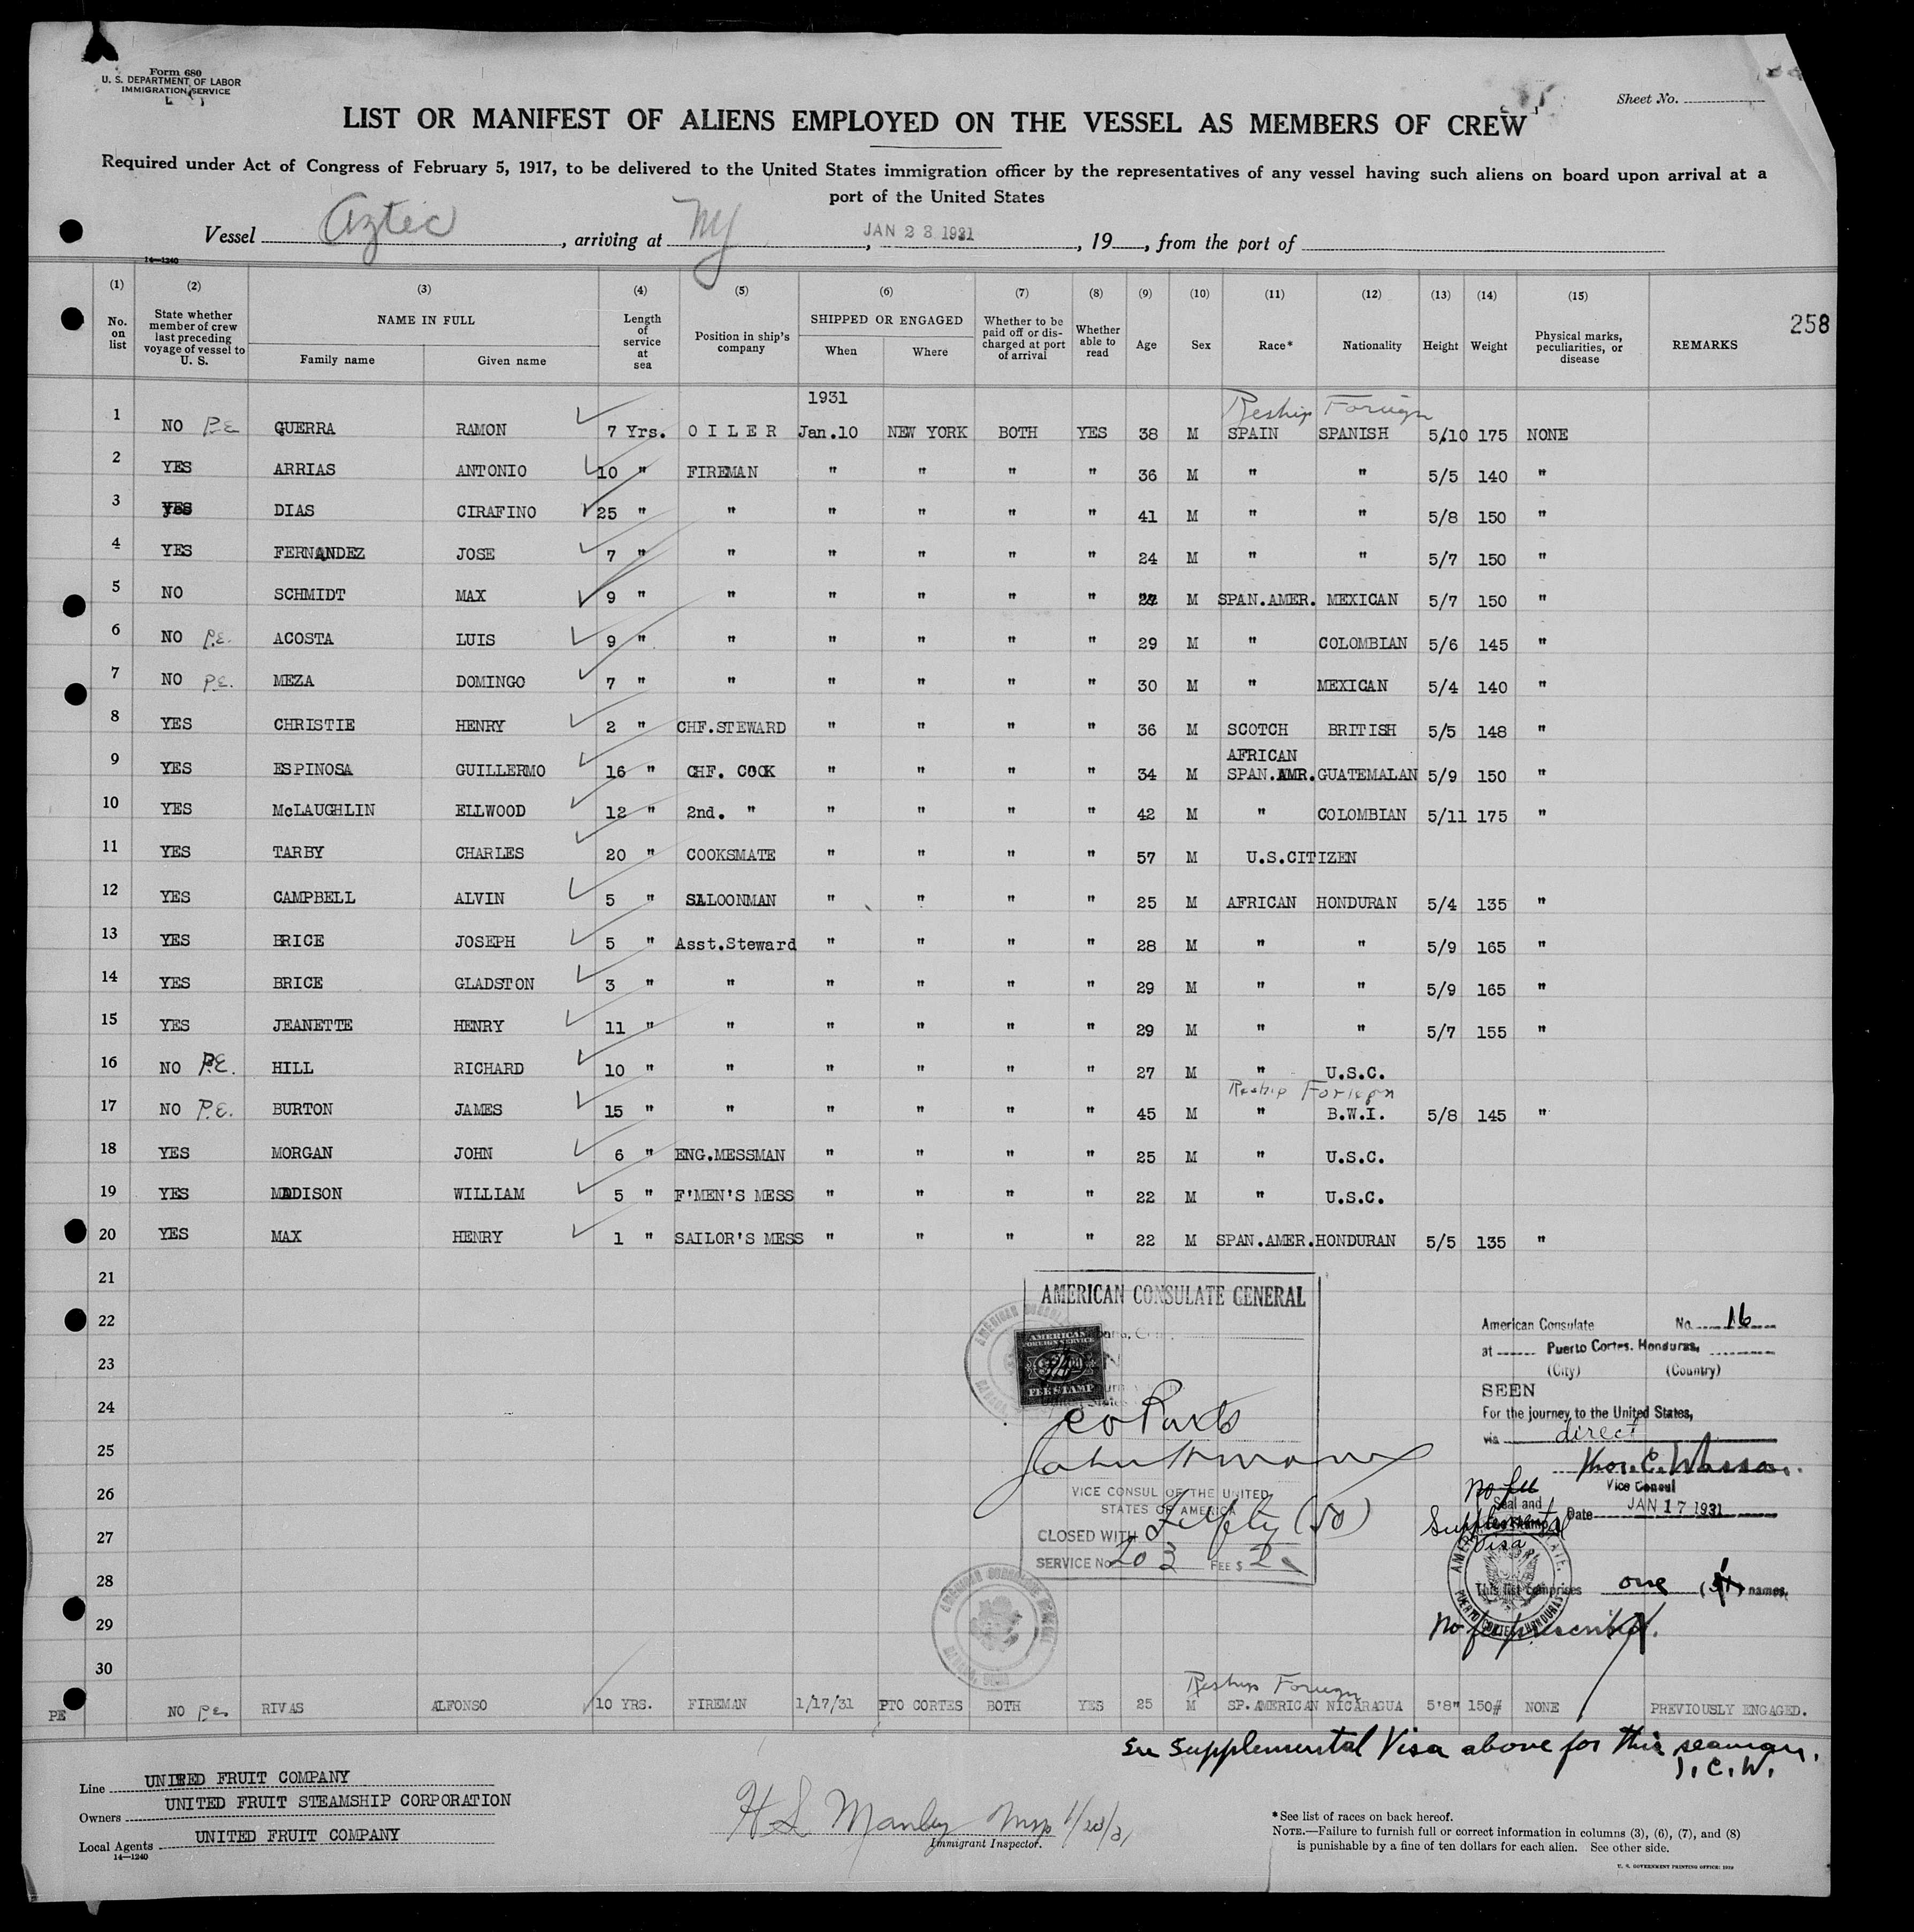 Form 680
U. S. DEPARTMENT OF LABOR
IMMIGRATION SERVICE
Sheet No.
LIST OR MANIFEST OF ALIENS EMPLOYED ON THE VESSEL AS MEMBERS OF CREW
Required under Act of Congress of February 5, 1917, to be delivered to the United States immigration officer by the representatives of any vessel having such aliens on board upon arrival at a
port of the United States
Vessel Aztec, arriving at NY, JAN 23 1931, 19, from the port of
14—1240
(1) (2) (3) (4) (5) (6) (7) (8) (9) (10) (11) (12) (13) (14) (15)
No. on list State whether member of crew last preceding voyage of vessel to U. S. NAME IN FULL Family name Given name Length of service at sea Position in ship's company SHIPPED OR ENGAGED When Where Whether to be paid off or discharged at port of arrival Whether able to read Age Sex Race* Nationality Height Weight Physical marks, peculiarities, or disease REMARKS
258
1931
Reship Foreign
1 NO P.E. GUERRA RAMON 7 Yrs. OILER Jan.10 NEW YORK BOTH YES 38 M SPAIN SPANISH 5/10 175 NONE
2 YES ARRIAS ANTONIO 10 " FIREMAN " " " " 36 M " " 5/5 140 "
3 YES DIAS CIRAFINO 25 " " " " " " 41 M " " 5/8 150 "
4 YES FERNANDEZ JOSE 7 " " " " " " 24 M " " 5/7 150 "
5 NO SCHMIDT MAX 9 " " " " " " M SPAN.AMER. MEXICAN 5/7 150 "
6 NO P.E. ACOSTA LUIS 9 " " " " " " 29 M " COLOMBIAN 5/6 145 "
7 NO P.E. MEZA DOMINGO 7 " " " " " " 30 M " MEXICAN 5/4 140 "
8 YES CHRISTIE HENRY 2 " CHF.STEWARD " " " " 36 M SCOTCH BRITISH 5/5 148 "
AFRICAN
9 YES ESPINOSA GUILLERMO 16 " CHF. COOK " " " " 34 M SPAN.AMR. GUATEMALAN 5/9 150 "
10 YES McLAUGHLIN ELLWOOD 12 " 2nd. " " " " " 42 M " COLOMBIAN 5/11 175 "
11 YES TARBY CHARLES 20 " COOKSMATE " " " " 57 M U.S.CITIZEN
12 YES CAMPBELL ALVIN 5 " SALOONMAN " " " " 25 M AFRICAN HONDURAN 5/4 135 "
13 YES BRICE JOSEPH 5 " Asst.Steward " " " " 28 M " " 5/9 165 "
14 YES BRICE GLADSTON 3 " " " " " " 29 M " " 5/9 165 "
15 YES JEANETTE HENRY 11 " " " " " " 29 M " " 5/7 155 "
16 NO P.E. HILL RICHARD 10 " " " " " " 27 M " U.S.C.
Reship Foreign
17 NO P.E. BURTON JAMES 15 " " " " " " 45 M " B.W.I. 5/8 145 "
18 YES MORGAN JOHN 6 " ENG.MESSMAN " " " " 25 M " U.S.C.
19 YES MADISON WILLIAM 5 " F'MEN'S MESS " " " " 22 M " U.S.C.
20 YES MAX HENRY 1 " SAILOR'S MESS " " " " 22 M SPAN.AMER. HONDURAN 5/5 135 "
21
22
23
24
25
26
27
28
29
30
AMERICAN CONSULATE GENERAL
AMERICAN
FOREIGN SERVICE
FEE STAMP
VICE CONSUL OF THE UNITED
STATES OF AMERICA
CLOSED WITH Fifty (50)
SERVICE No. 203 FEE $ 2
American Consulate No. 16
at Puerto Cortes, Honduras,
(City) (Country)
SEEN
For the journey to the United States,
via direct
Thos. C. Wasson
Vice Consul
No fee
Seal and
Date JAN 17 1931
Supplemental
Visa
This list comprises one (1) names.
No fee prescribed.
Reship Foreign
PE NO P.E. RIVAS ALFONSO 10 YRS. FIREMAN 1/17/31 PTO CORTES BOTH YES 25 M SP.AMERICAN NICARAGUA 5'8" 150# NONE PREVIOUSLY ENGAGED.
See Supplemental Visa above for this seaman.
T.C.W.
Line UNITED FRUIT COMPANY
Owners UNITED FRUIT STEAMSHIP CORPORATION
Local Agents UNITED FRUIT COMPANY
14—1240
H S Manley Insp 1/23/31
Immigrant Inspector.
*See list of races on back hereof.
NOTE.—Failure to furnish full or correct information in columns (3), (6), (7), and (8)
is punishable by a fine of ten dollars for each alien. See other side.
U. S. GOVERNMENT PRINTING OFFICE: 1930